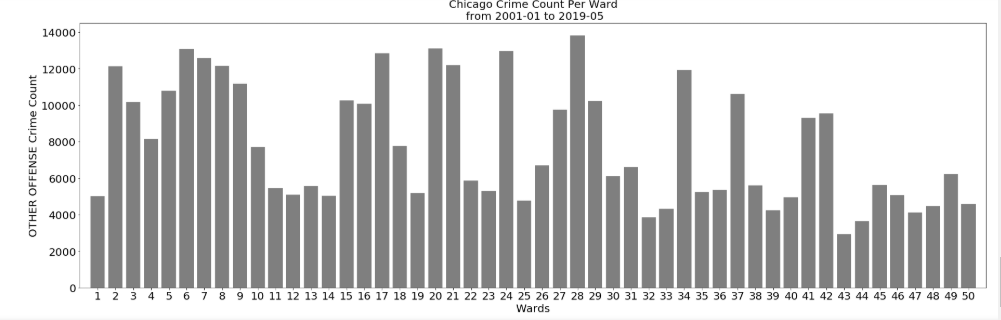 Chicago Crime Count Per Ward
from 2001-01 to 2019-05
OTHER OFFENSE Crime Count
14000
12000
10000
8000
6000
4000
2000
0
1 2 3 4 5 6 7 8 9 10 11 12 13 14 15 16 17 18 19 20 21 22 23 24 25 26 27 28 29 30 31 32 33 34 35 36 37 38 39 40 41 42 43 44 45 46 47 48 49 50
Wards